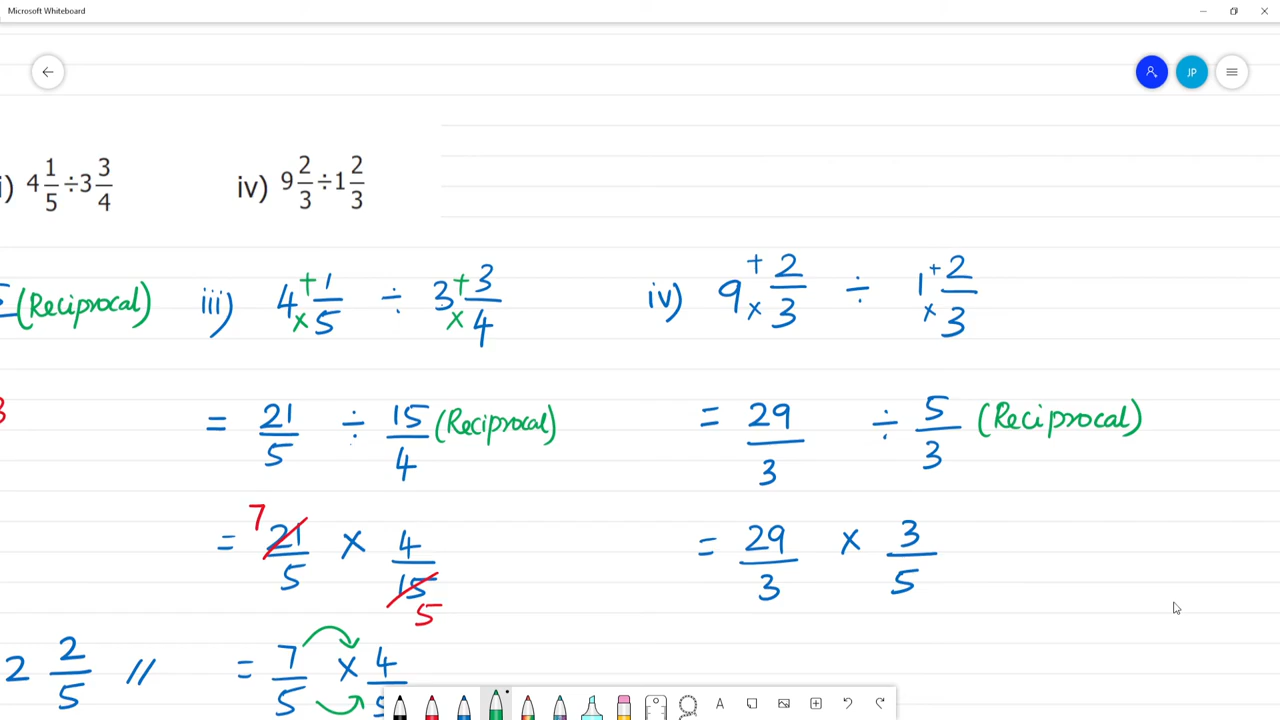 Microsoft Whiteboard
JP
i) 4 1/5 ÷ 3 3/4
iv) 9 2/3 ÷ 1 2/3
(Reciprocal)
iii) 4 + 1 / × 5 ÷ 3 + 3 / × 4
= 21/5 ÷ 15/4 (Reciprocal)
7
= 21/5 × 4/15
5
= 7/5 × 4/5
2 2/5 //
iv) 9 + 2 / × 3 ÷ 1 + 2 / × 3
= 29/3 ÷ 5/3 (Reciprocal)
= 29/3 × 3/5
A